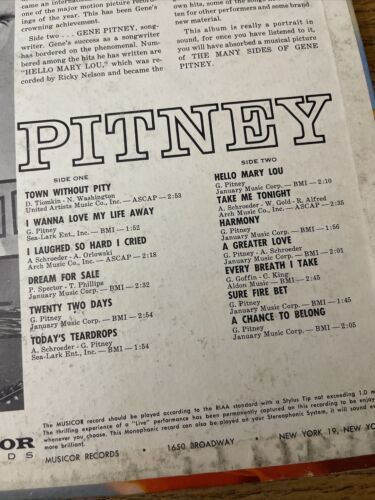 came an internation-
one of the major motion picture record-
ings of the year. This has been Gene's
crowning achievement.
Side two . . . GENE PITNEY, song-
writer. Gene's success as a songwriter
has bordered on the phenomenal. Num-
bered among the hits he has written are
"HELLO MARY LOU," which was re-
corded by Ricky Nelson and became the
own hits, some of the songs
ten for other performers and some brand
new material.
This album is really a portrait in
sound, for once you have listened to it,
you will have absorbed a musical picture
of THE MANY SIDES OF GENE
PITNEY.
PITNEY
SIDE ONE
TOWN WITHOUT PITY
D. Tiomkin - N. Washington
United Artists Music Co., Inc. — ASCAP — 2:53
I WANNA LOVE MY LIFE AWAY
G. Pitney
Sea-Lark Ent., Inc. — BMI — 1:52
I LAUGHED SO HARD I CRIED
A. Schroeder - A. Orlowski
Arch Music Co., Inc. — ASCAP — 2:18
DREAM FOR SALE
P. Spector - T. Phillips
January Music Corp. — BMI — 2:32
TWENTY TWO DAYS
G. Pitney
January Music Corp. — BMI — 2:54
TODAY'S TEARDROPS
A. Schroeder - G. Pitney
Sea-Lark Ent., Inc. — BMI — 1:54
SIDE TWO
HELLO MARY LOU
G. Pitney
January Music Corp. — BMI — 2:10
TAKE ME TONIGHT
A. Schroeder - W. Gold - R. Alfred
Arch Music Co., Inc. — ASCAP — 2:35
HARMONY
G. Pitney
January Music Corp. — BMI — 1:56
A GREATER LOVE
G. Pitney - A. Schroeder
January Music Corp. — BMI — 2:01
EVERY BREATH I TAKE
G. Goffin - C. King
Aldon Music — BMI — 2:45
SURE FIRE BET
G. Pitney
January Music Corp. — BMI — 1:45
A CHANCE TO BELONG
G. Pitney
January Music Corp. — BMI — 2:05
The MUSICOR record should be played according to the RIAA standard with a Stylus Tip not exceeding 1.0 m
The thrilling experience of a "Live" performance has been permanently captured on this recording to be enjoyed
whenever you choose. This Monophonic record can also be played on your Stereophonic System, it will sound even
more brilliant.
COR
DS
MUSICOR RECORDS • 1650 BROADWAY • NEW YORK 19, NEW YO